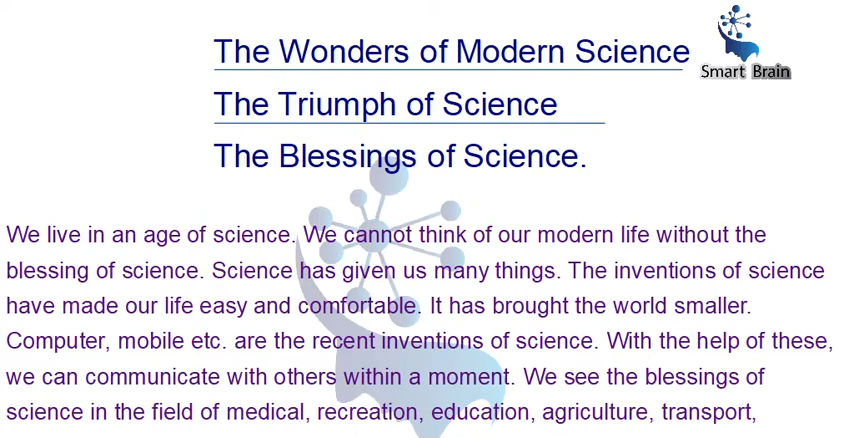 The Wonders of Modern Science
Smart Brain
The Triumph of Science
The Blessings of Science.
We live in an age of science. We cannot think of our modern life without the
blessing of science. Science has given us many things. The inventions of science
have made our life easy and comfortable. It has brought the world smaller.
Computer, mobile etc. are the recent inventions of science. With the help of these,
we can communicate with others within a moment. We see the blessings of
science in the field of medical, recreation, education, agriculture, transport,